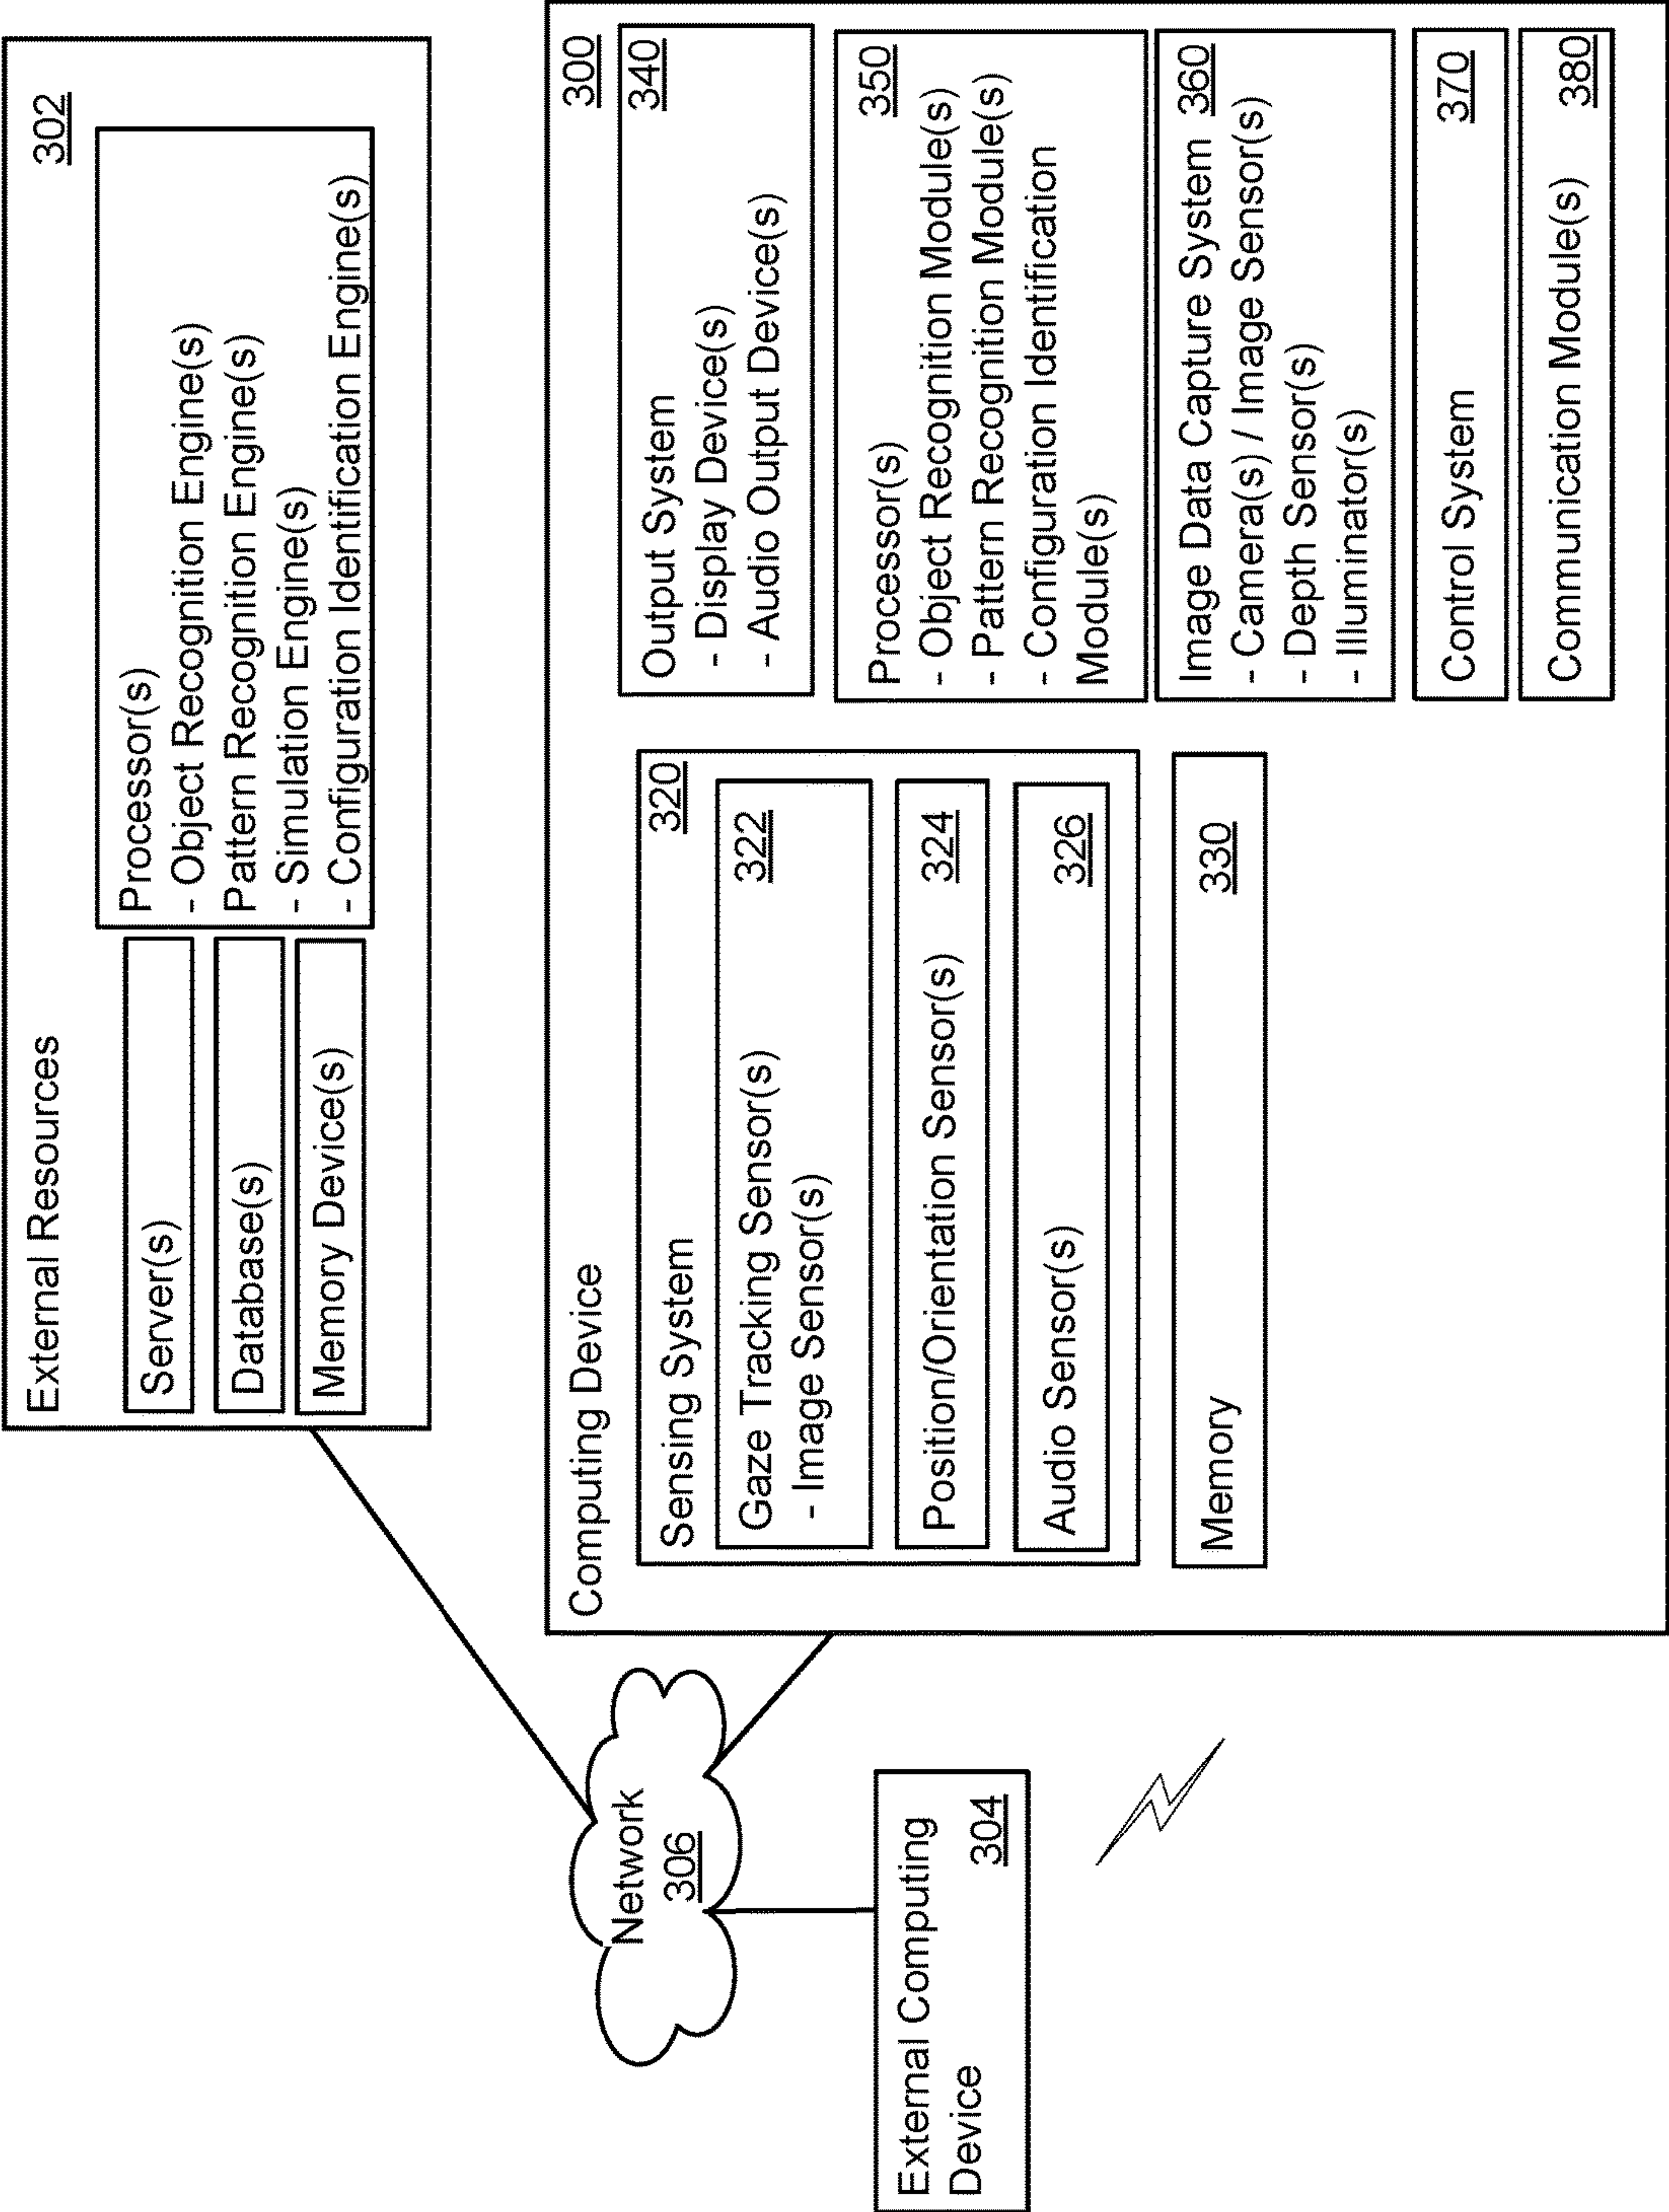 External Resources
302
Server(s)
Database(s)
Memory Device(s)
Processor(s)
- Object Recognition Engine(s)
Pattern Recognition Engine(s)
- Simulation Engine(s)
- Configuration Identification Engine(s)
Network
306
External Computing
Device
304
Computing Device
300
Sensing System
320
Gaze Tracking Sensor(s)
322
- Image Sensor(s)
Position/Orientation Sensor(s)
324
Audio Sensor(s)
326
Memory
330
Output System
340
- Display Device(s)
- Audio Output Device(s)
Processor(s)
350
- Object Recognition Module(s)
- Pattern Recognition Module(s)
- Configuration Identification
Module(s)
Image Data Capture System 360
- Camera(s) / Image Sensor(s)
- Depth Sensor(s)
- Illuminator(s)
Control System
370
Communication Module(s)
380